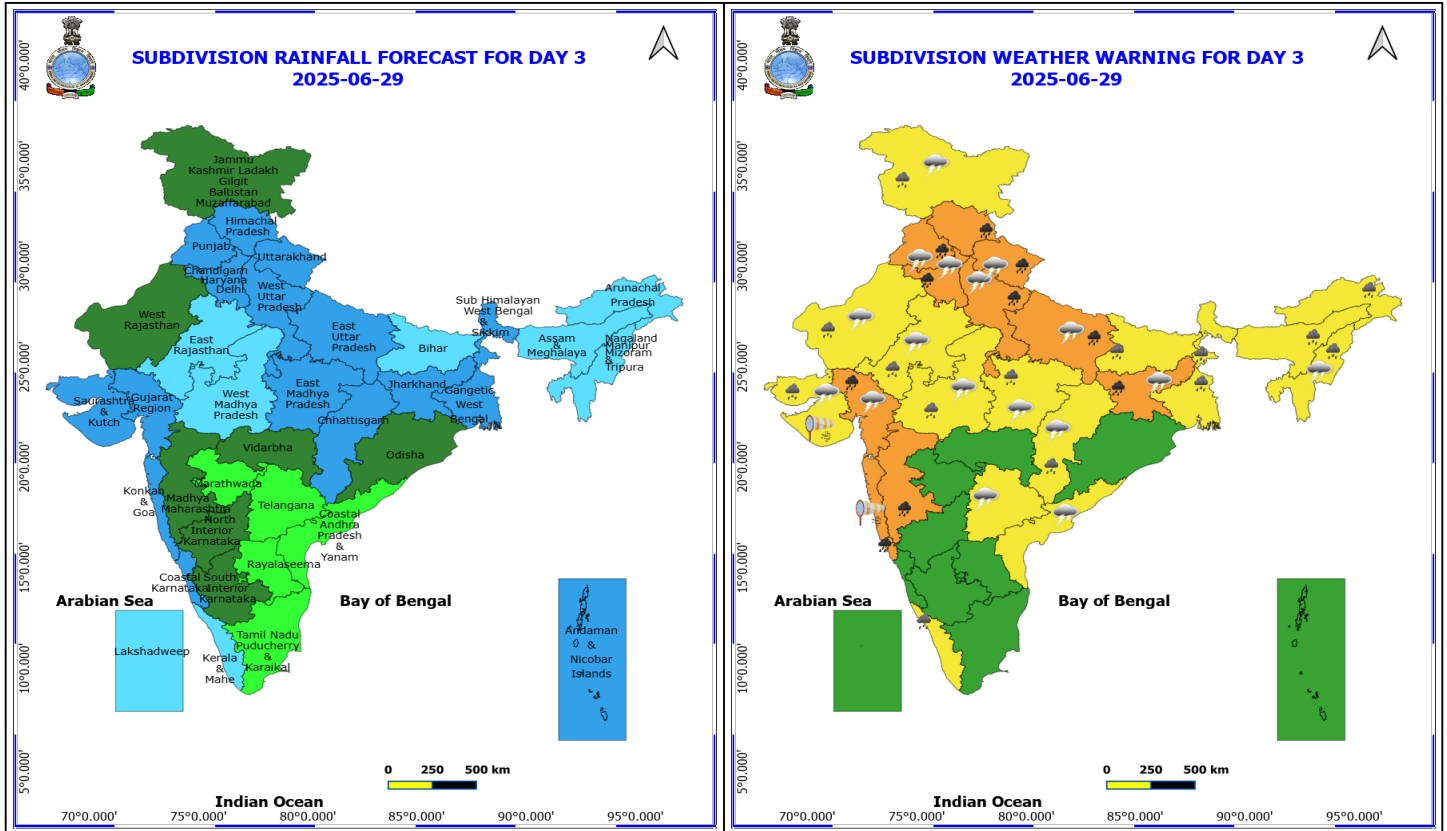 SUBDIVISION RAINFALL FORECAST FOR DAY 3
2025-06-29
40°0.000'
35°0.000'
30°0.000'
25°0.000'
20°0.000'
15°0.000'
10°0.000'
5°0.000'
Jammu
Kashmir Ladakh
Gilgit
Baltistan
Muzaffarabad
Himachal
Pradesh
Punjab
Uttarakhand
Chandigarh
Haryana
Delhi
West
Uttar
Pradesh
West
Rajasthan
East
Rajasthan
East
Uttar
Pradesh
Bihar
Sub Himalayan
West Bengal
&
Sikkim
Arunachal
Pradesh
Assam
&
Meghalaya
Nagaland
Manipur
Mizoram
&
Tripura
Saurashtra
&
Kutch
Gujarat
Region
West
Madhya
Pradesh
East
Madhya
Pradesh
Jharkhand
Gangetic
West
Bengal
Chhattisgarh
Odisha
Vidarbha
Konkan
&
Goa
Madhya
Maharashtra
Marathwada
Telangana
North
Interior
Karnataka
Coastal
Andhra
Pradesh
&
Yanam
Rayalaseema
Coastal
Karnataka
South
Interior
Karnataka
Arabian Sea
Bay of Bengal
Lakshadweep
Kerala
&
Mahe
Tamil Nadu
Puducherry
&
Karaikal
Andaman
&
Nicobar
Islands
0 250 500 km
Indian Ocean
70°0.000' 75°0.000' 80°0.000' 85°0.000' 90°0.000' 95°0.000'
SUBDIVISION WEATHER WARNING FOR DAY 3
2025-06-29
40°0.000'
35°0.000'
30°0.000'
25°0.000'
20°0.000'
15°0.000'
10°0.000'
5°0.000'
Arabian Sea
Bay of Bengal
0 250 500 km
Indian Ocean
70°0.000' 75°0.000' 80°0.000' 85°0.000' 90°0.000' 95°0.000'